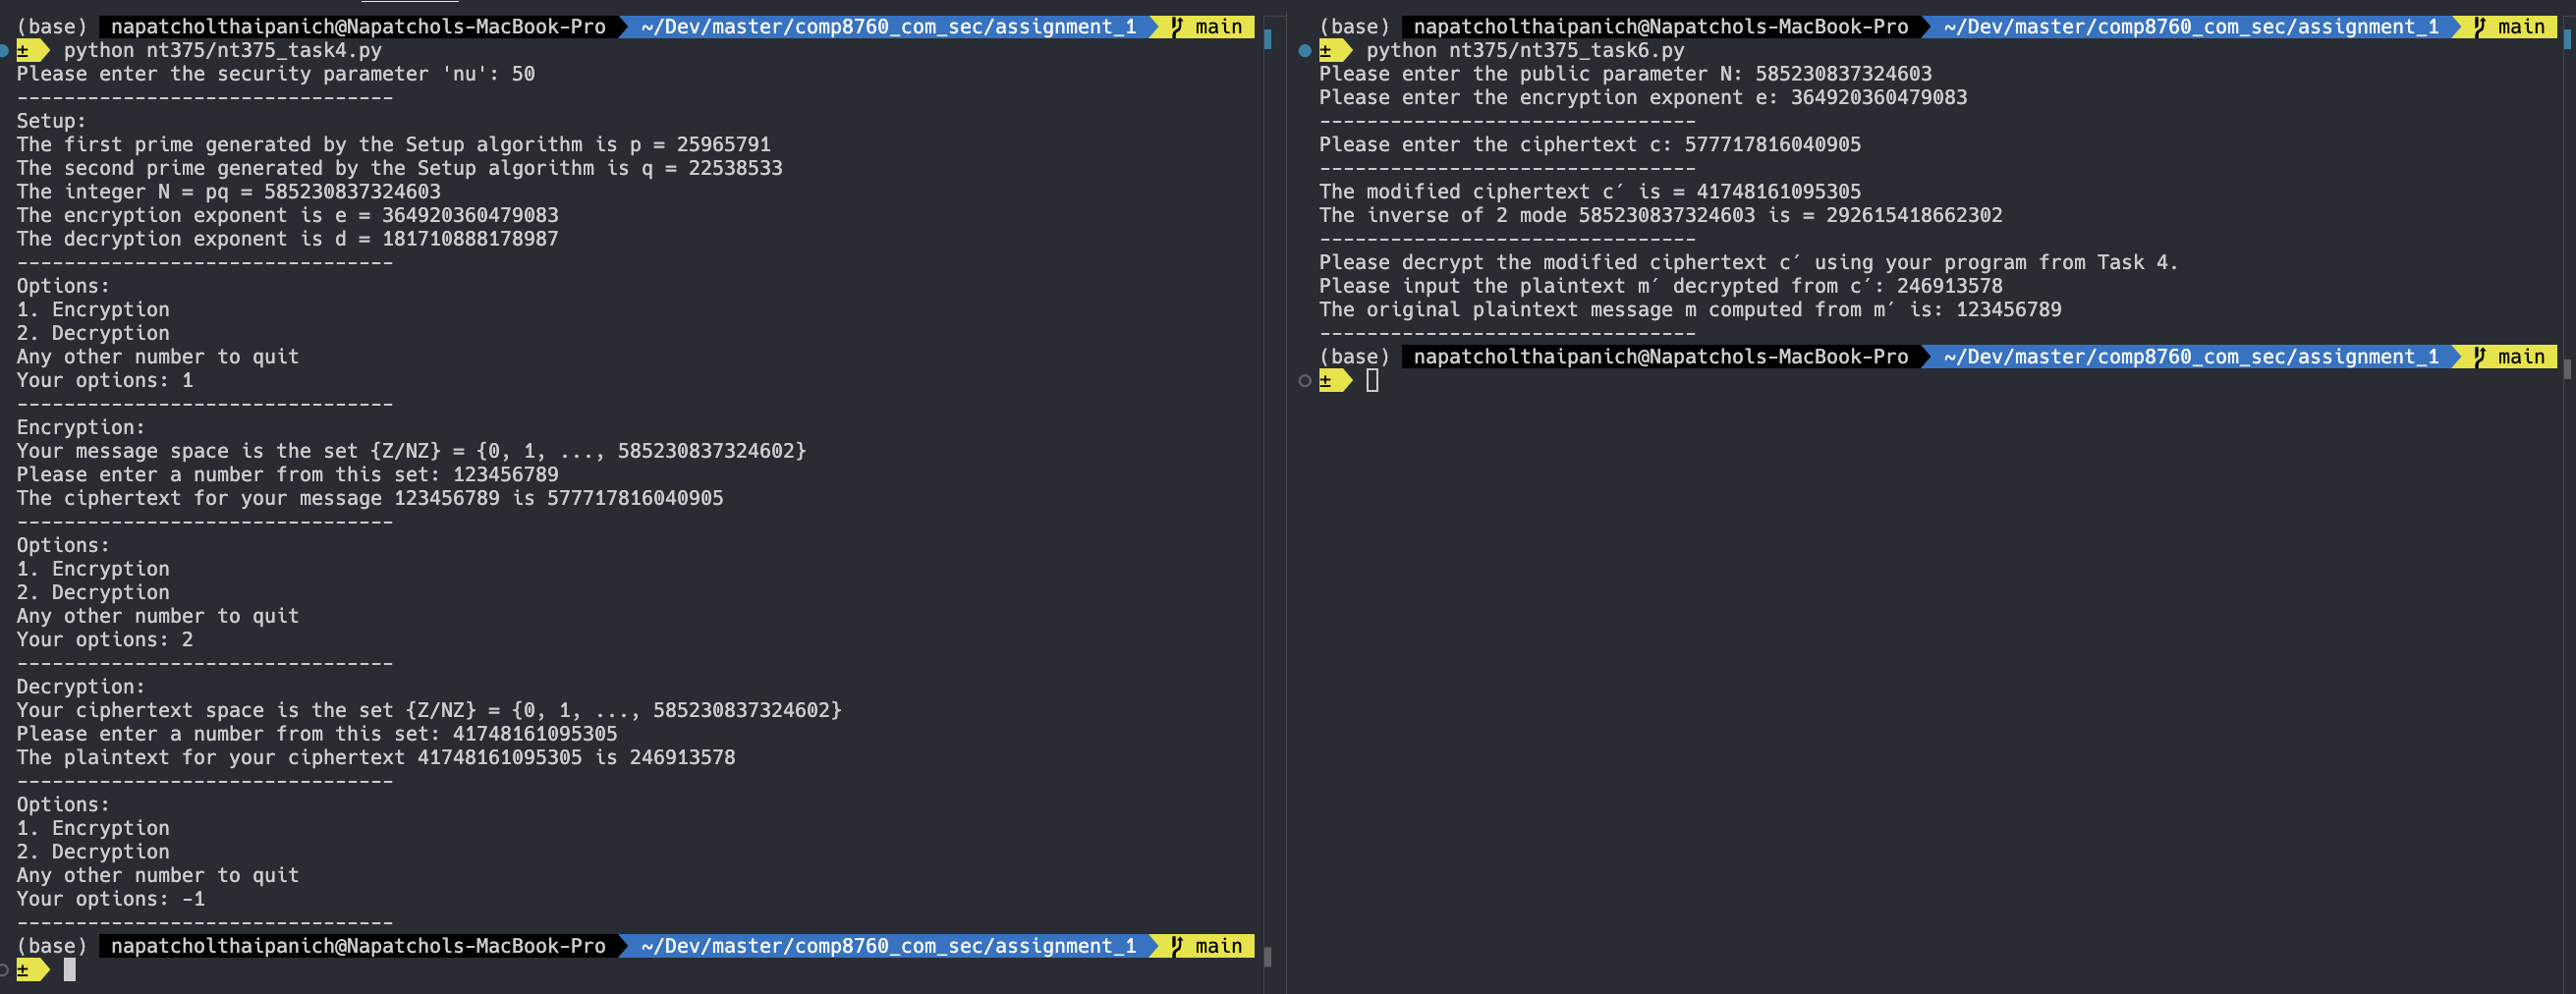 (base) napatcholthaipanich@Napatchols-MacBook-Pro ~/Dev/master/comp8760_com_sec/assignment_1 main
± python nt375/nt375_task4.py
Please enter the security parameter 'nu': 50
--------------------------------
Setup:
The first prime generated by the Setup algorithm is p = 25965791
The second prime generated by the Setup algorithm is q = 22538533
The integer N = pq = 585230837324603
The encryption exponent is e = 364920360479083
The decryption exponent is d = 181710888178987
--------------------------------
Options:
1. Encryption
2. Decryption
Any other number to quit
Your options: 1
--------------------------------
Encryption:
Your message space is the set {Z/NZ} = {0, 1, ..., 585230837324602}
Please enter a number from this set: 123456789
The ciphertext for your message 123456789 is 577717816040905
--------------------------------
Options:
1. Encryption
2. Decryption
Any other number to quit
Your options: 2
--------------------------------
Decryption:
Your ciphertext space is the set {Z/NZ} = {0, 1, ..., 585230837324602}
Please enter a number from this set: 41748161095305
The plaintext for your ciphertext 41748161095305 is 246913578
--------------------------------
Options:
1. Encryption
2. Decryption
Any other number to quit
Your options: -1
--------------------------------
(base) napatcholthaipanich@Napatchols-MacBook-Pro ~/Dev/master/comp8760_com_sec/assignment_1 main
±
(base) napatcholthaipanich@Napatchols-MacBook-Pro ~/Dev/master/comp8760_com_sec/assignment_1 main
± python nt375/nt375_task6.py
Please enter the public parameter N: 585230837324603
Please enter the encryption exponent e: 364920360479083
--------------------------------
Please enter the ciphertext c: 577717816040905
--------------------------------
The modified ciphertext c′ is = 41748161095305
The inverse of 2 mode 585230837324603 is = 292615418662302
--------------------------------
Please decrypt the modified ciphertext c′ using your program from Task 4.
Please input the plaintext m′ decrypted from c′: 246913578
The original plaintext message m computed from m′ is: 123456789
--------------------------------
(base) napatcholthaipanich@Napatchols-MacBook-Pro ~/Dev/master/comp8760_com_sec/assignment_1 main
±